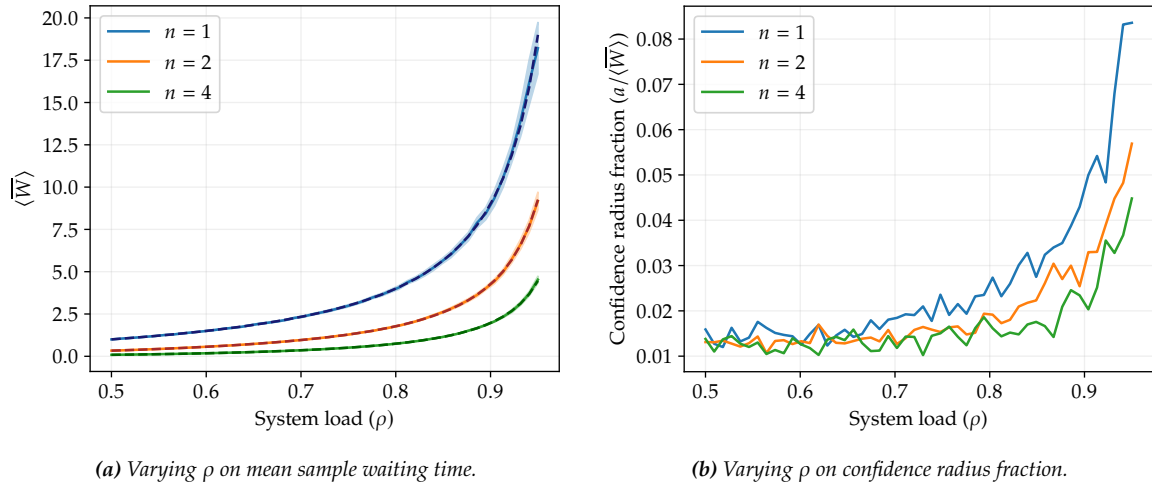 20.0
17.5
15.0
12.5
10.0
7.5
5.0
2.5
0.0
⟨W̅⟩
n = 1
n = 2
n = 4
0.5 0.6 0.7 0.8 0.9
System load (ρ)
(a) Varying ρ on mean sample waiting time.
0.08
0.07
0.06
0.05
0.04
0.03
0.02
0.01
Confidence radius fraction (a/⟨W̅⟩)
n = 1
n = 2
n = 4
0.5 0.6 0.7 0.8 0.9
System load (ρ)
(b) Varying ρ on confidence radius fraction.